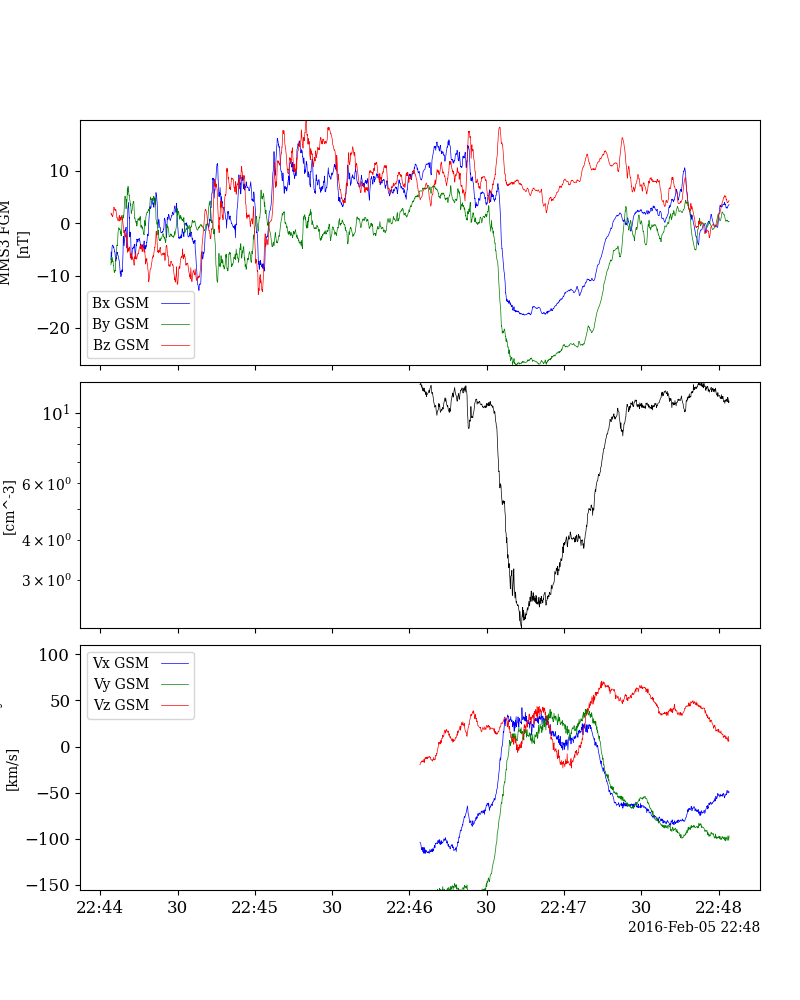 10
0
−10
−20
MMS3 FGM
[nT]
Bx GSM
By GSM
Bz GSM
10^1
6 × 10^0
4 × 10^0
3 × 10^0
[cm^-3]
Vx GSM
Vy GSM
Vz GSM
100
50
0
−50
−100
−150
[km/s]
22:44 30 22:45 30 22:46 30 22:47 30 22:48
2016-Feb-05 22:48